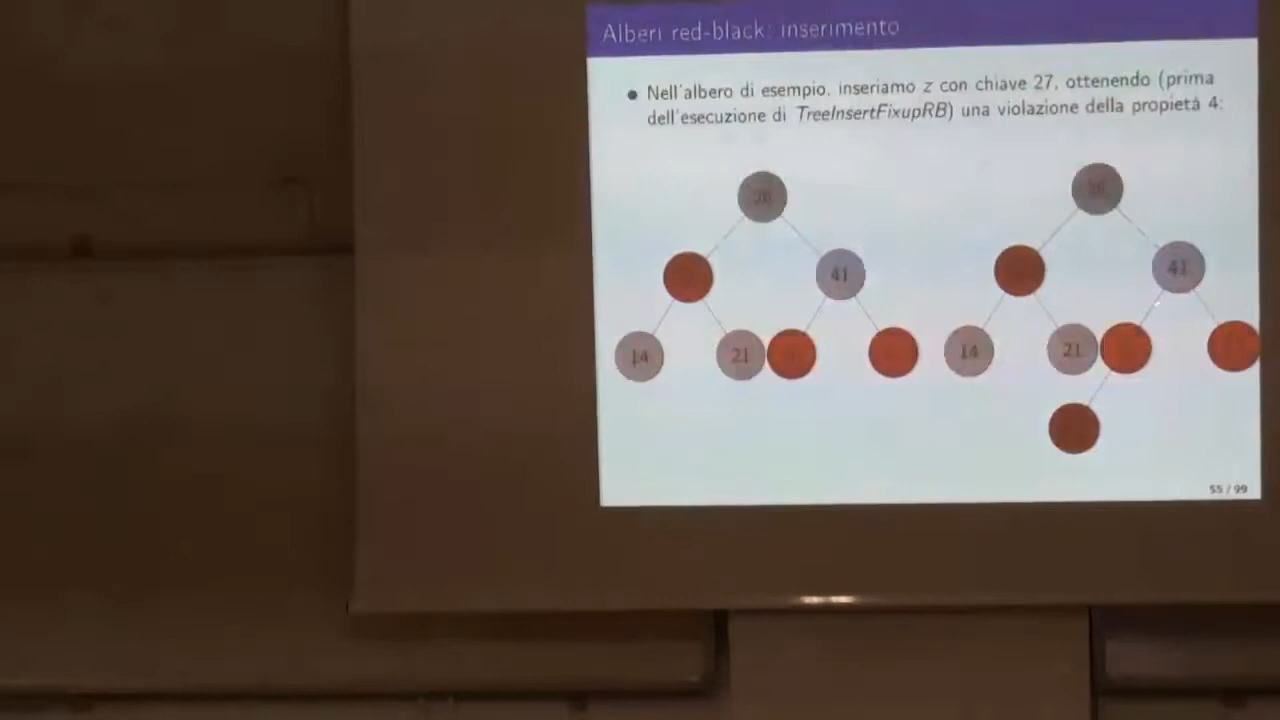 Alberi red-black: inserimento
Nell'albero di esempio, inseriamo z con chiave 27, ottenendo (prima
dell'esecuzione di TreeInsertFixupRB) una violazione della propietà 4:
41
41
14
21
14
21
55 / 99